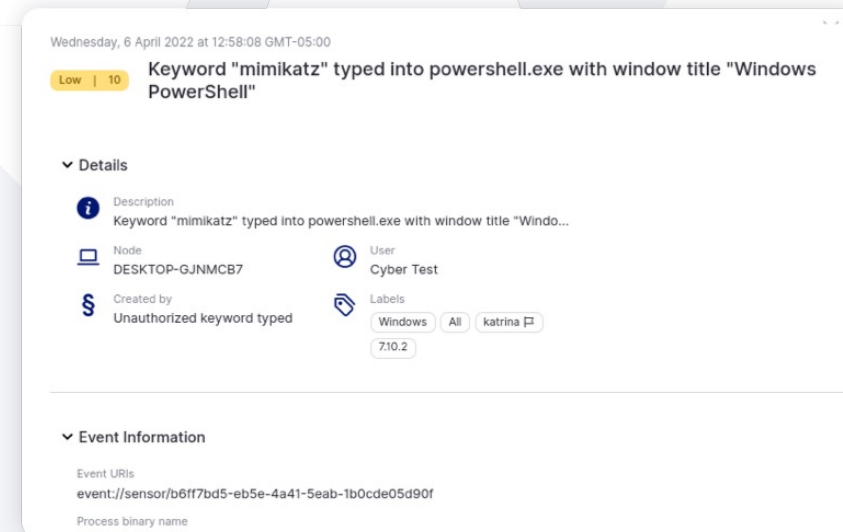 Wednesday, 6 April 2022 at 12:58:08 GMT-05:00
Low | 10
Keyword "mimikatz" typed into powershell.exe with window title "Windows
PowerShell"
Details
Description
Keyword "mimikatz" typed into powershell.exe with window title "Windo...
Node
DESKTOP-GJNMCB7
User
Cyber Test
Created by
Unauthorized keyword typed
Labels
Windows All katrina
7.10.2
Event Information
Event URIs
event://sensor/b6ff7bd5-eb5e-4a41-5eab-1b0cde05d90f
Process binary name